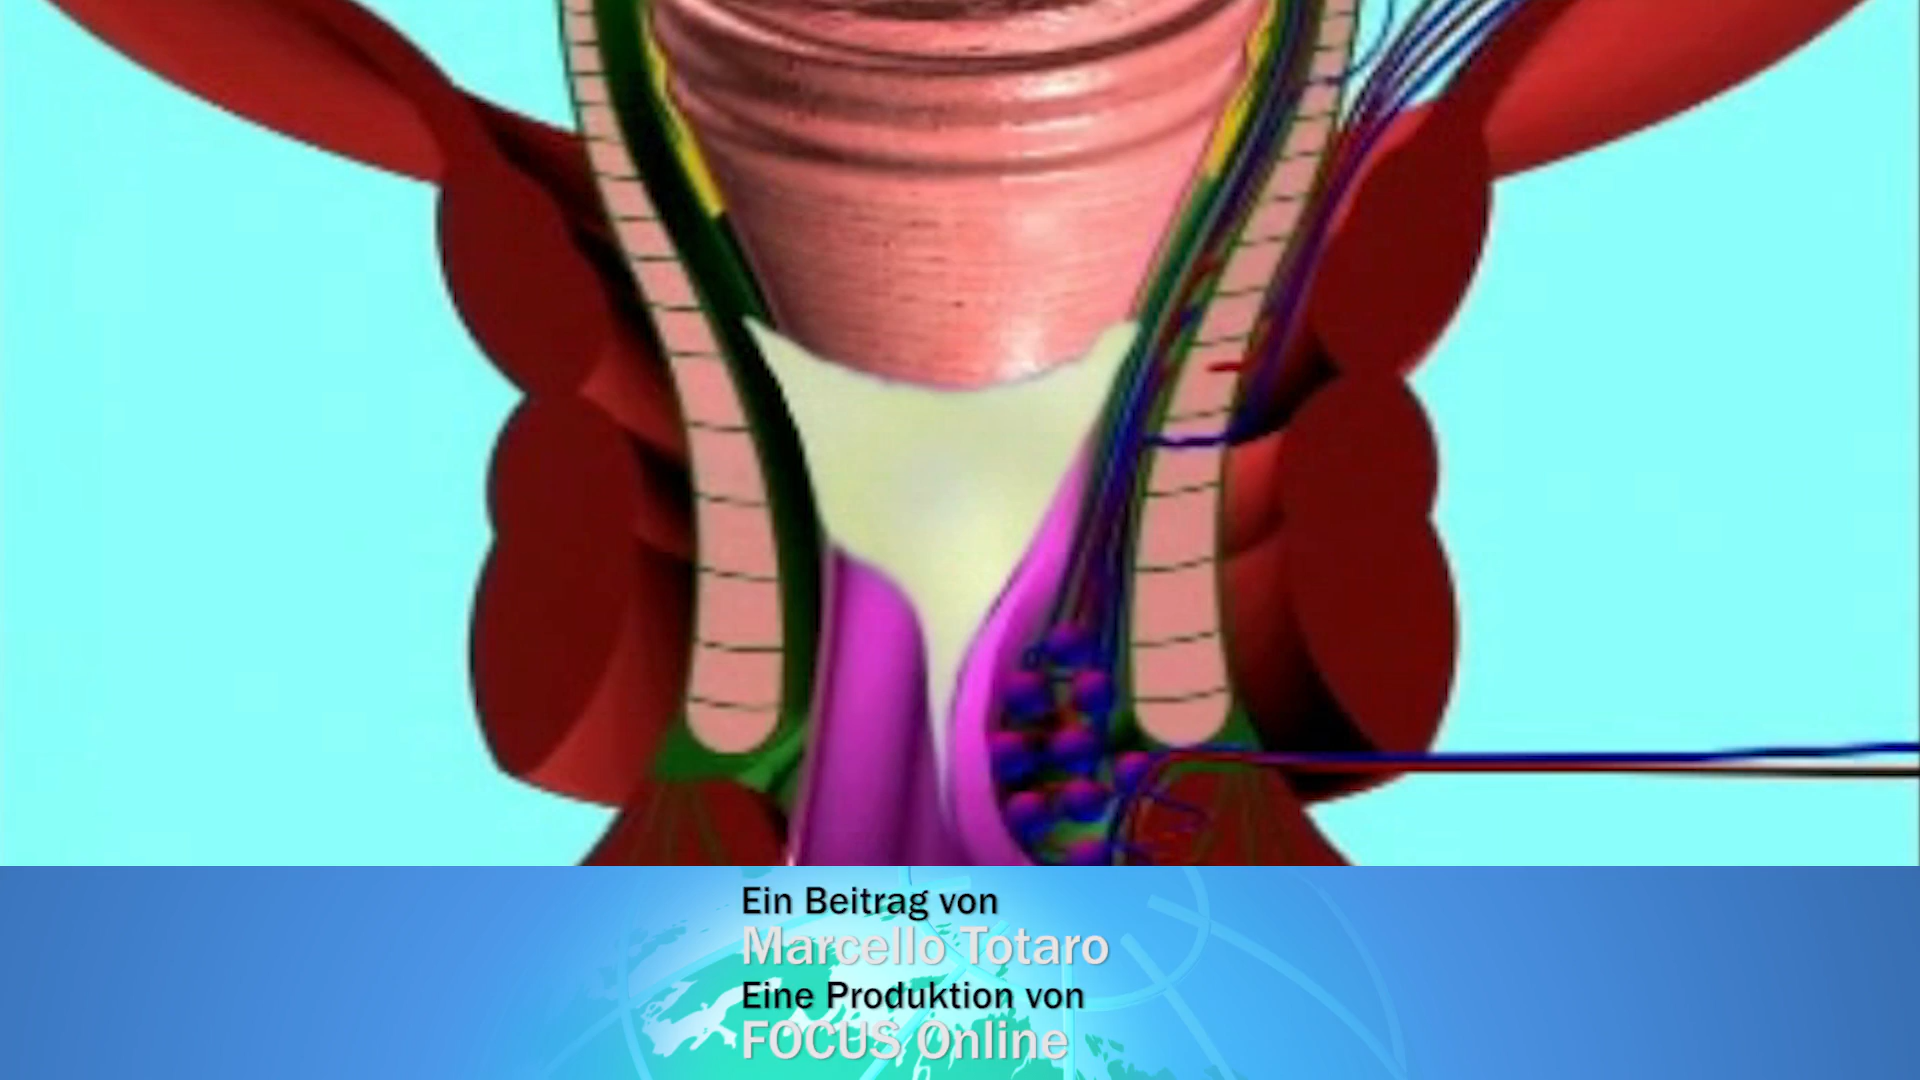 Ein Beitrag von
Marcello Totaro
Eine Produktion von
FOCUS Online